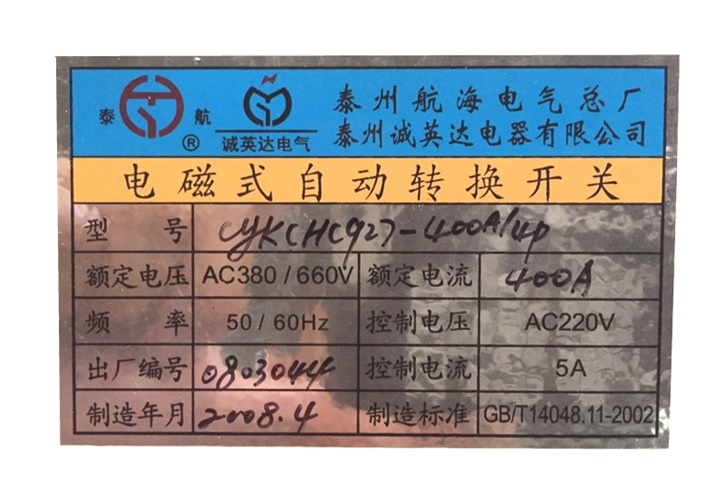 泰 航 ® 诚英达电气
泰州航海电气总厂
泰州诚英达电器有限公司
电磁式自动转换开关
型 号 CYK(HCQ2)-400A/4P
额定电压 AC380/660V 额定电流 400A
频 率 50/60Hz 控制电压 AC220V
出厂编号 0803044 控制电流 5A
制造年月 2008.4 制造标准 GB/T14048.11-2002